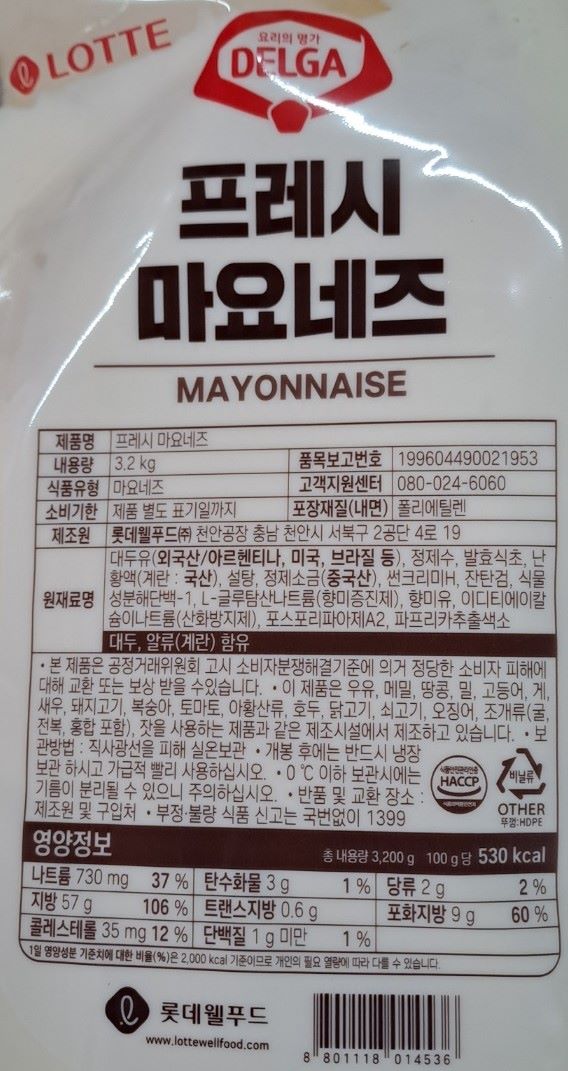 LOTTE
요리의 명가
DELGA
프레시
마요네즈
MAYONNAISE
제품명 프레시 마요네즈
내용량 3.2 kg 품목보고번호 199604490021953
식품유형 마요네즈 고객지원센터 080-024-6060
소비기한 제품 별도 표기일까지 포장재질(내면) 폴리에틸렌
제조원 롯데웰푸드㈜ 천안공장 충남 천안시 서북구 2공단 4로 19
원재료명
대두유(외국산/아르헨티나, 미국, 브라질 등), 정제수, 발효식초, 난
황액(계란 : 국산), 설탕, 정제소금(중국산), 썬크리미H, 잔탄검, 식물
성분해단백-1, L-글루탐산나트륨(향미증진제), 향미유, 이디티에이칼
슘이나트륨(산화방지제), 포스포리파아제A2, 파프리카추출색소
대두, 알류(계란) 함유
• 본 제품은 공정거래위원회 고시 소비자분쟁해결기준에 의거 정당한 소비자 피해에
대해 교환 또는 보상 받을 수있습니다. • 이 제품은 우유, 메밀, 땅콩, 밀, 고등어, 게,
새우, 돼지고기, 복숭아, 토마토, 아황산류, 호두, 닭고기, 쇠고기, 오징어, 조개류(굴,
전복, 홍합 포함), 잣을 사용하는 제품과 같은 제조시설에서 제조하고 있습니다. • 보
관방법 : 직사광선을 피해 실온보관 • 개봉 후에는 반드시 냉장
보관 하시고 가급적 빨리 사용하십시오. • 0 ℃ 이하 보관시에는
기름이 분리될 수 있으니 주의하십시오. • 반품 및 교환 장소 :
제조원 및 구입처 • 부정·불량 식품 신고는 국번없이 1399
HACCP
비닐류
OTHER
뚜껑:HDPE
영양정보 총 내용량 3,200 g 100 g당 530 kcal
나트륨 730 mg 37 % 탄수화물 3 g 1 % 당류 2 g 2 %
지방 57 g 106 % 트랜스지방 0.6 g 포화지방 9 g 60 %
콜레스테롤 35 mg 12 % 단백질 1 g 미만 1 %
1일 영양성분 기준치에 대한 비율(%)은 2,000 kcal 기준이므로 개인의 필요 열량에 따라 다를 수 있습니다.
롯데웰푸드
www.lottewellfood.com
8 801118 014536